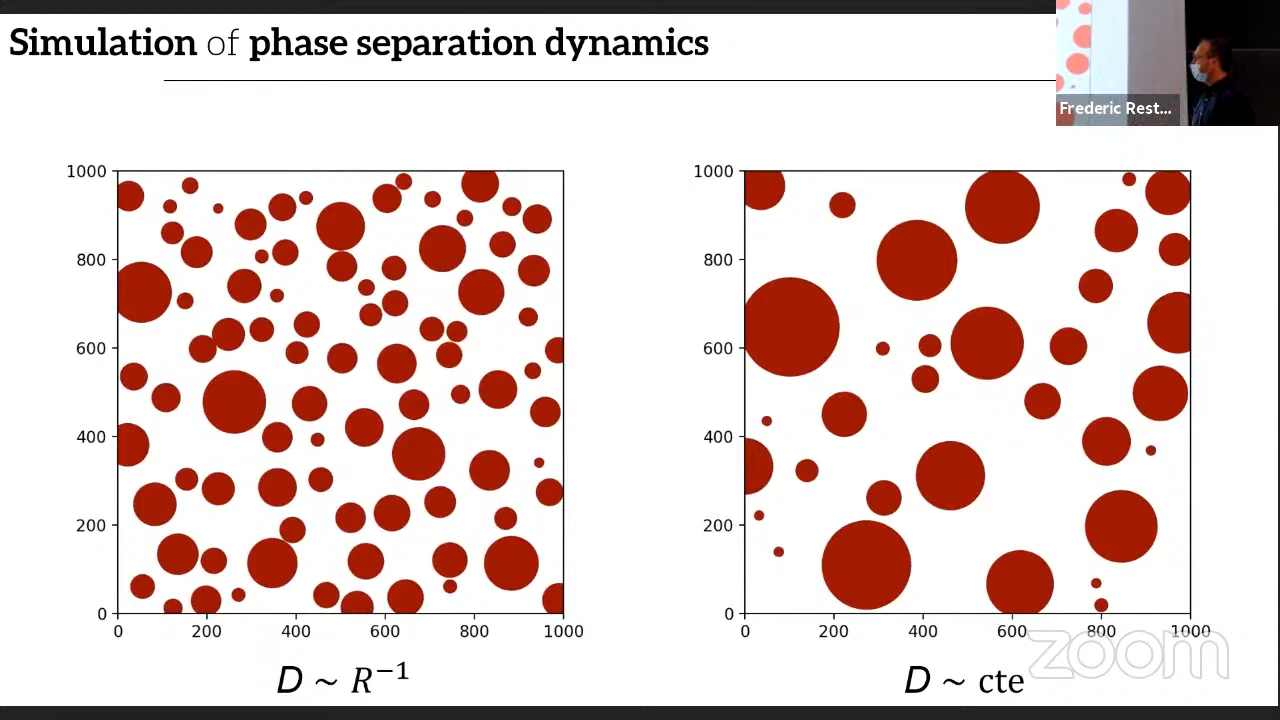 Simulation of phase separation dynamics
Frederic Rest...
1000
800
600
400
200
0
0 200 400 600 800 1000
D ~ R⁻¹
1000
800
600
400
200
0
0 200 400 600 800 1000
D ~ cte
zoom